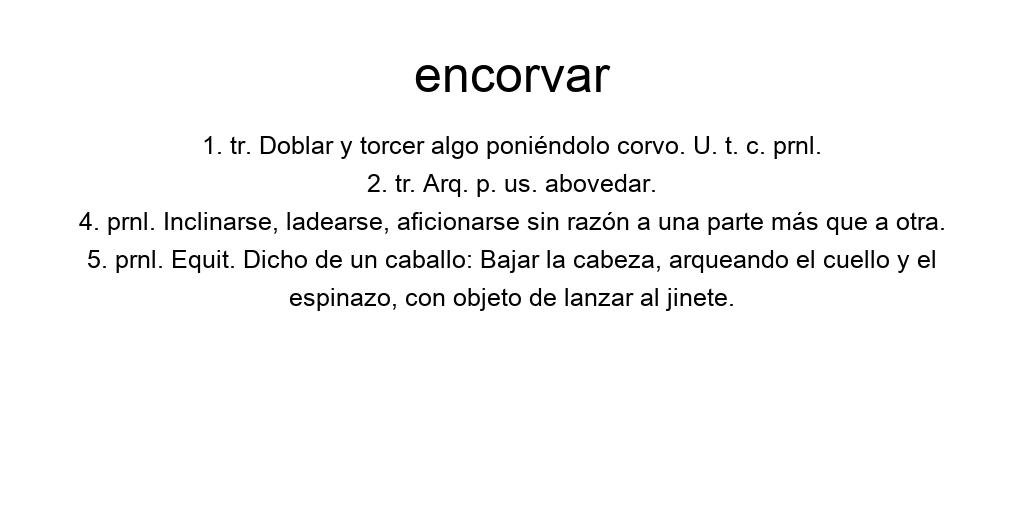 encorvar
1. tr. Doblar y torcer algo poniéndolo corvo. U. t. c. prnl.
2. tr. Arq. p. us. abovedar.
4. prnl. Inclinarse, ladearse, aficionarse sin razón a una parte más que a otra.
5. prnl. Equit. Dicho de un caballo: Bajar la cabeza, arqueando el cuello y el
espinazo, con objeto de lanzar al jinete.